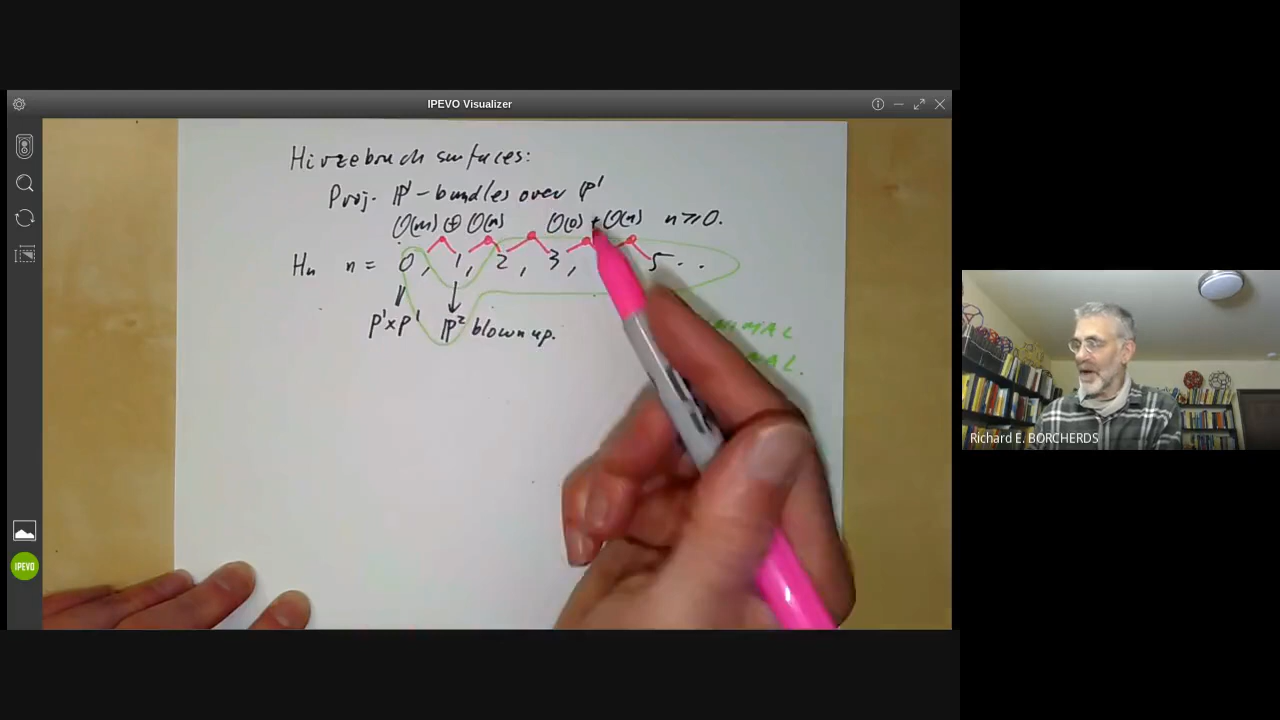 IPEVO Visualizer
Hirzebruch surfaces:
Proj. P¹-bundles over P¹
O(m) ⊕ O(n) O(0) + O(n) n ≥ 0.
Hn n = 0, 1, 2, 3, 5 . .
P¹×P¹ P² blown up.
IPEVO
Richard E. BORCHERDS